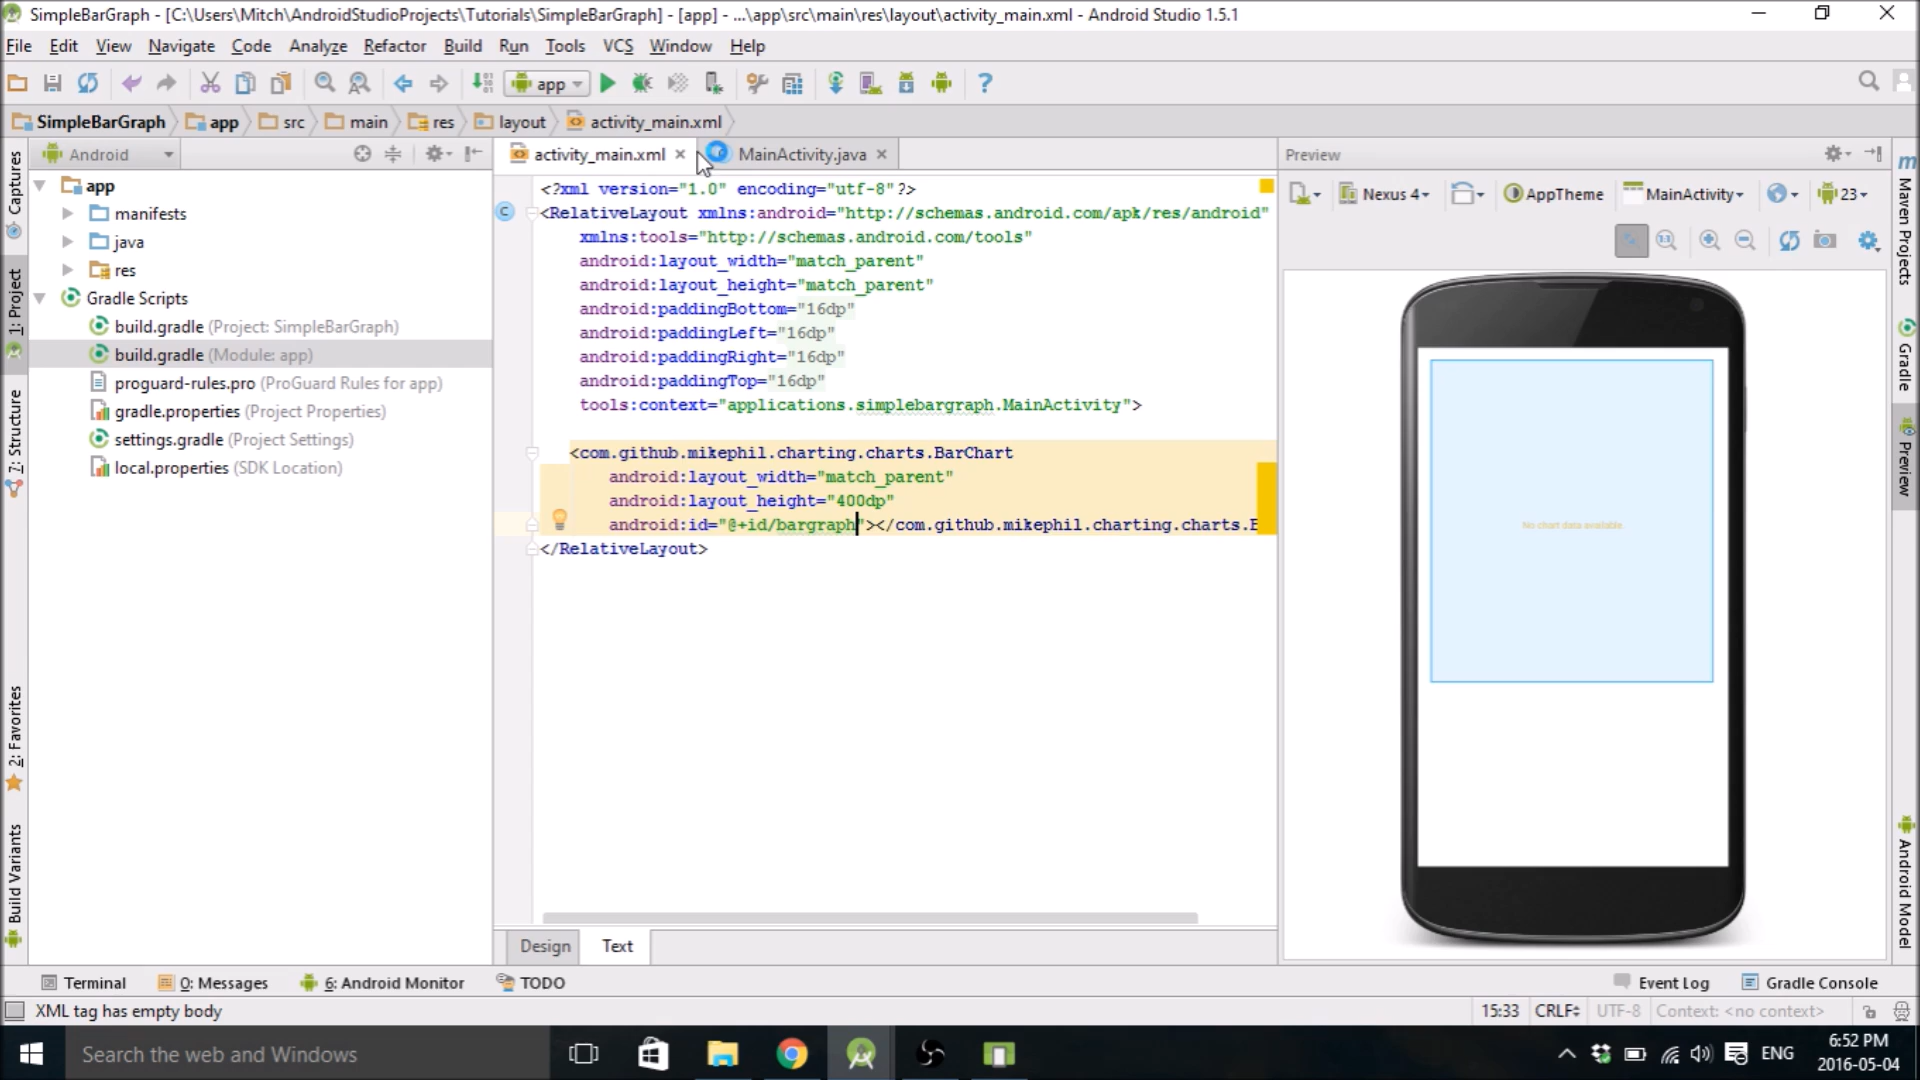 SimpleBarGraph - [C:\Users\Mitch\AndroidStudioProjects\Tutorials\SimpleBarGraph] - [app] - ...\app\src\main\res\layout\activity_main.xml - Android Studio 1.5.1
File Edit View Navigate Code Analyze Refactor Build Run Tools VCS Window Help
app
SimpleBarGraph app src main res layout activity_main.xml
Android
activity_main.xml
MainActivity.java
Preview
Captures
1: Project
7: Structure
2: Favorites
Build Variants
app
manifests
java
res
Gradle Scripts
build.gradle (Project: SimpleBarGraph)
build.gradle (Module: app)
proguard-rules.pro (ProGuard Rules for app)
gradle.properties (Project Properties)
settings.gradle (Project Settings)
local.properties (SDK Location)
<?xml version="1.0" encoding="utf-8"?>
<RelativeLayout xmlns:android="http://schemas.android.com/apk/res/android"
xmlns:tools="http://schemas.android.com/tools"
android:layout_width="match_parent"
android:layout_height="match_parent"
android:paddingBottom="16dp"
android:paddingLeft="16dp"
android:paddingRight="16dp"
android:paddingTop="16dp"
tools:context="applications.simplebargraph.MainActivity">
<com.github.mikephil.charting.charts.BarChart
android:layout_width="match_parent"
android:layout_height="400dp"
android:id="@+id/bargraph"></com.github.mikephil.charting.charts.B
</RelativeLayout>
Design Text
Nexus 4 AppTheme MainActivity 23
No chart data available.
Maven Projects
Gradle
Preview
Android Model
Terminal 0: Messages 6: Android Monitor TODO Event Log Gradle Console
XML tag has empty body 15:33 CRLF UTF-8 Context: <no context>
Search the web and Windows
ENG
6:52 PM
2016-05-04